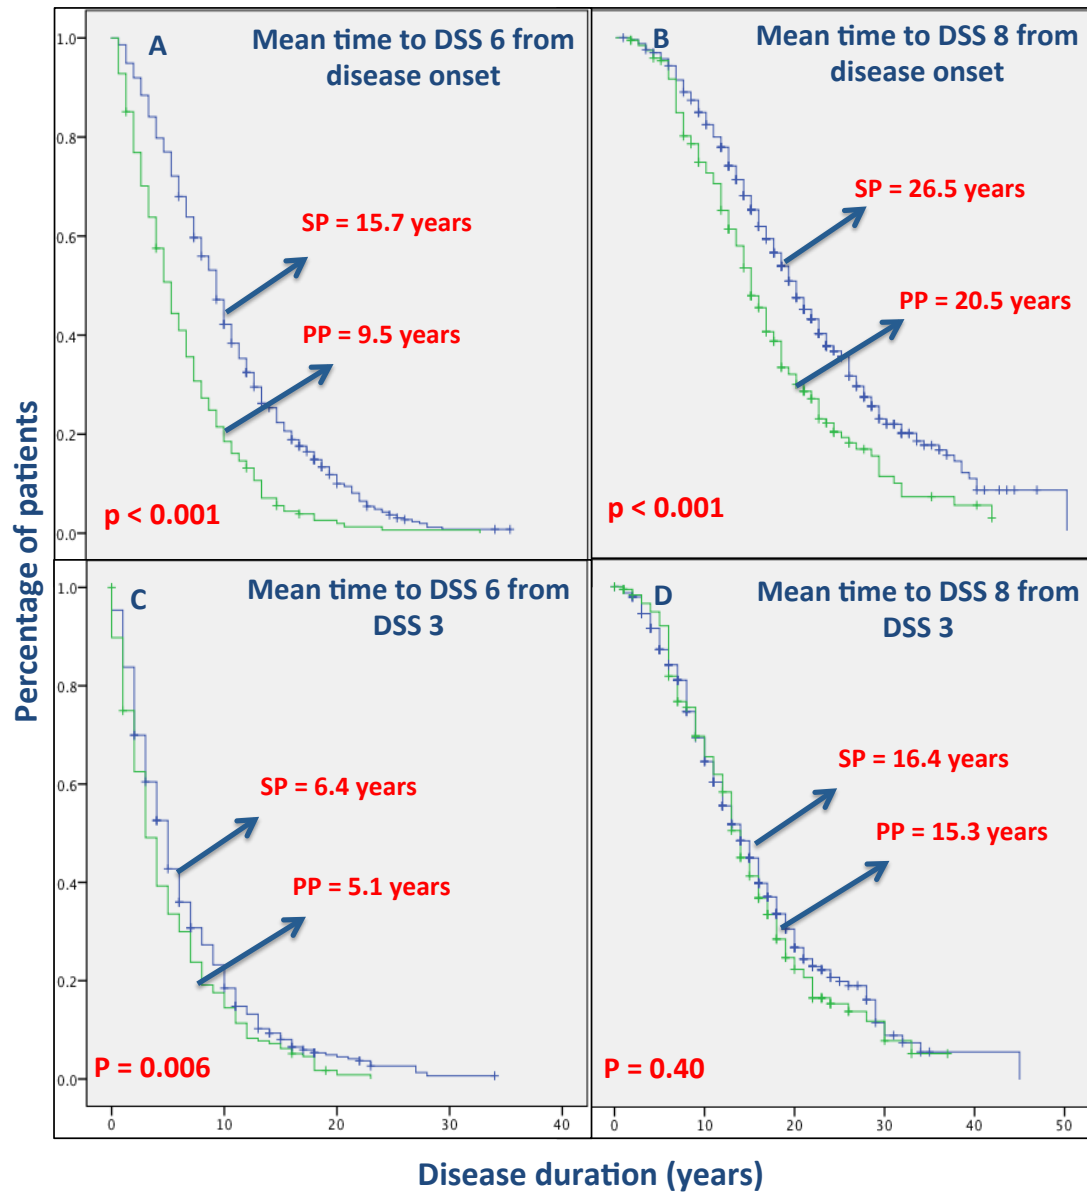 Percentage of patients
A
Mean time to DSS 6 from
disease onset
1.0
0.8
0.6
0.4
0.2
0.0
SP = 15.7 years
PP = 9.5 years
p < 0.001
B
Mean time to DSS 8 from
disease onset
SP = 26.5 years
PP = 20.5 years
p < 0.001
C
Mean time to DSS 6 from
DSS 3
1.0
0.8
0.6
0.4
0.2
0.0
SP = 6.4 years
PP = 5.1 years
P = 0.006
0 10 20 30 40
D
Mean time to DSS 8 from
DSS 3
SP = 16.4 years
PP = 15.3 years
P = 0.40
0 10 20 30 40 50
Disease duration (years)